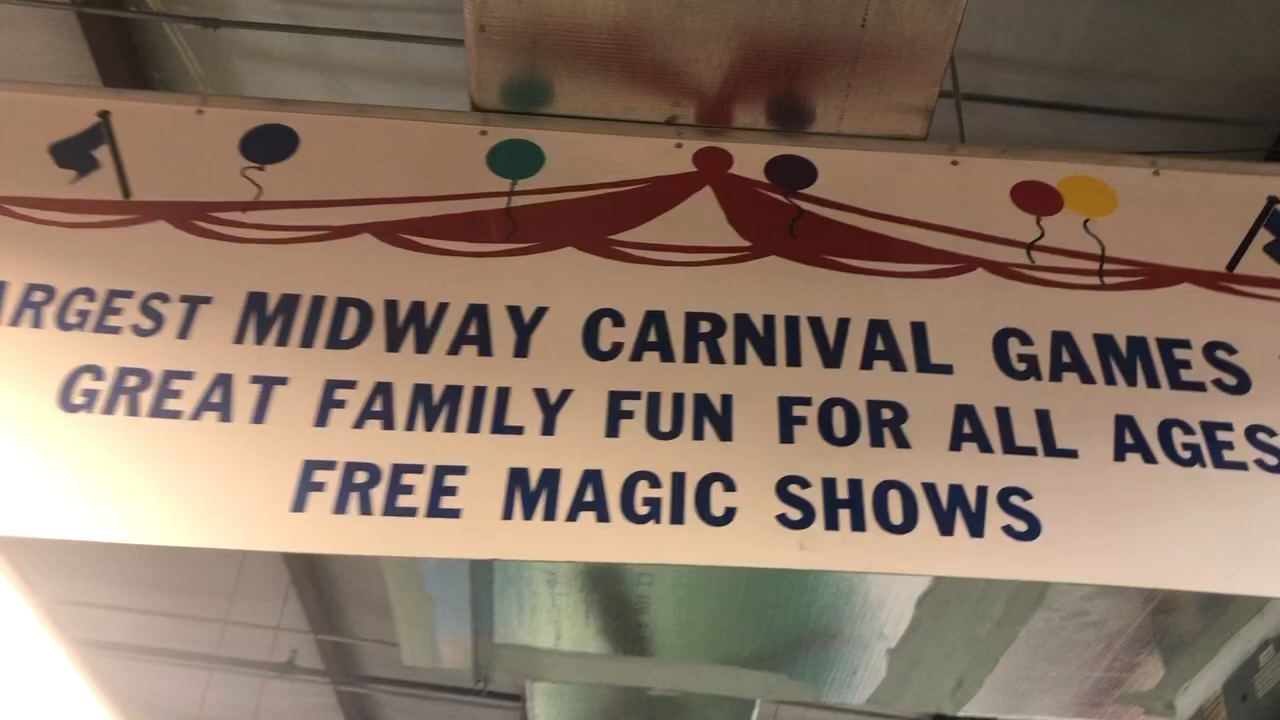 ARGEST MIDWAY CARNIVAL GAMES
GREAT FAMILY FUN FOR ALL AGES
FREE MAGIC SHOWS